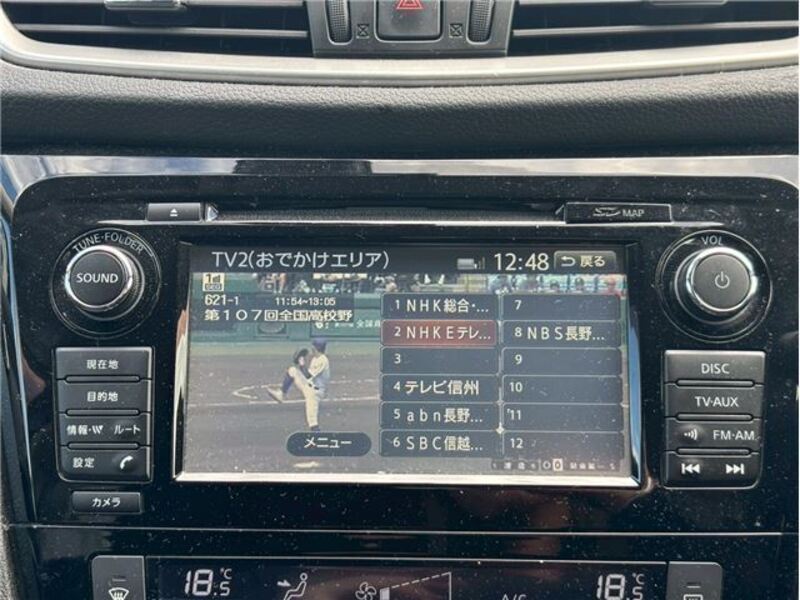 SD MAP
TUNE·FOLDER
SOUND
VOL
TV2(おでかけエリア)
12:48
戻る
1
621-1
11:54~13:05
第107回全国高校野
1 NHK総合·...
7
2 NHKEテレ...
8 NBS長野...
3
9
4 テレビ信州
10
5 abn長野...
11
6 SBC信越...
12
メニュー
現在地
目的地
情報·VV
ルート
設定
カメラ
DISC
TV·AUX
FM·AM
18.5℃
A/C
18.5℃